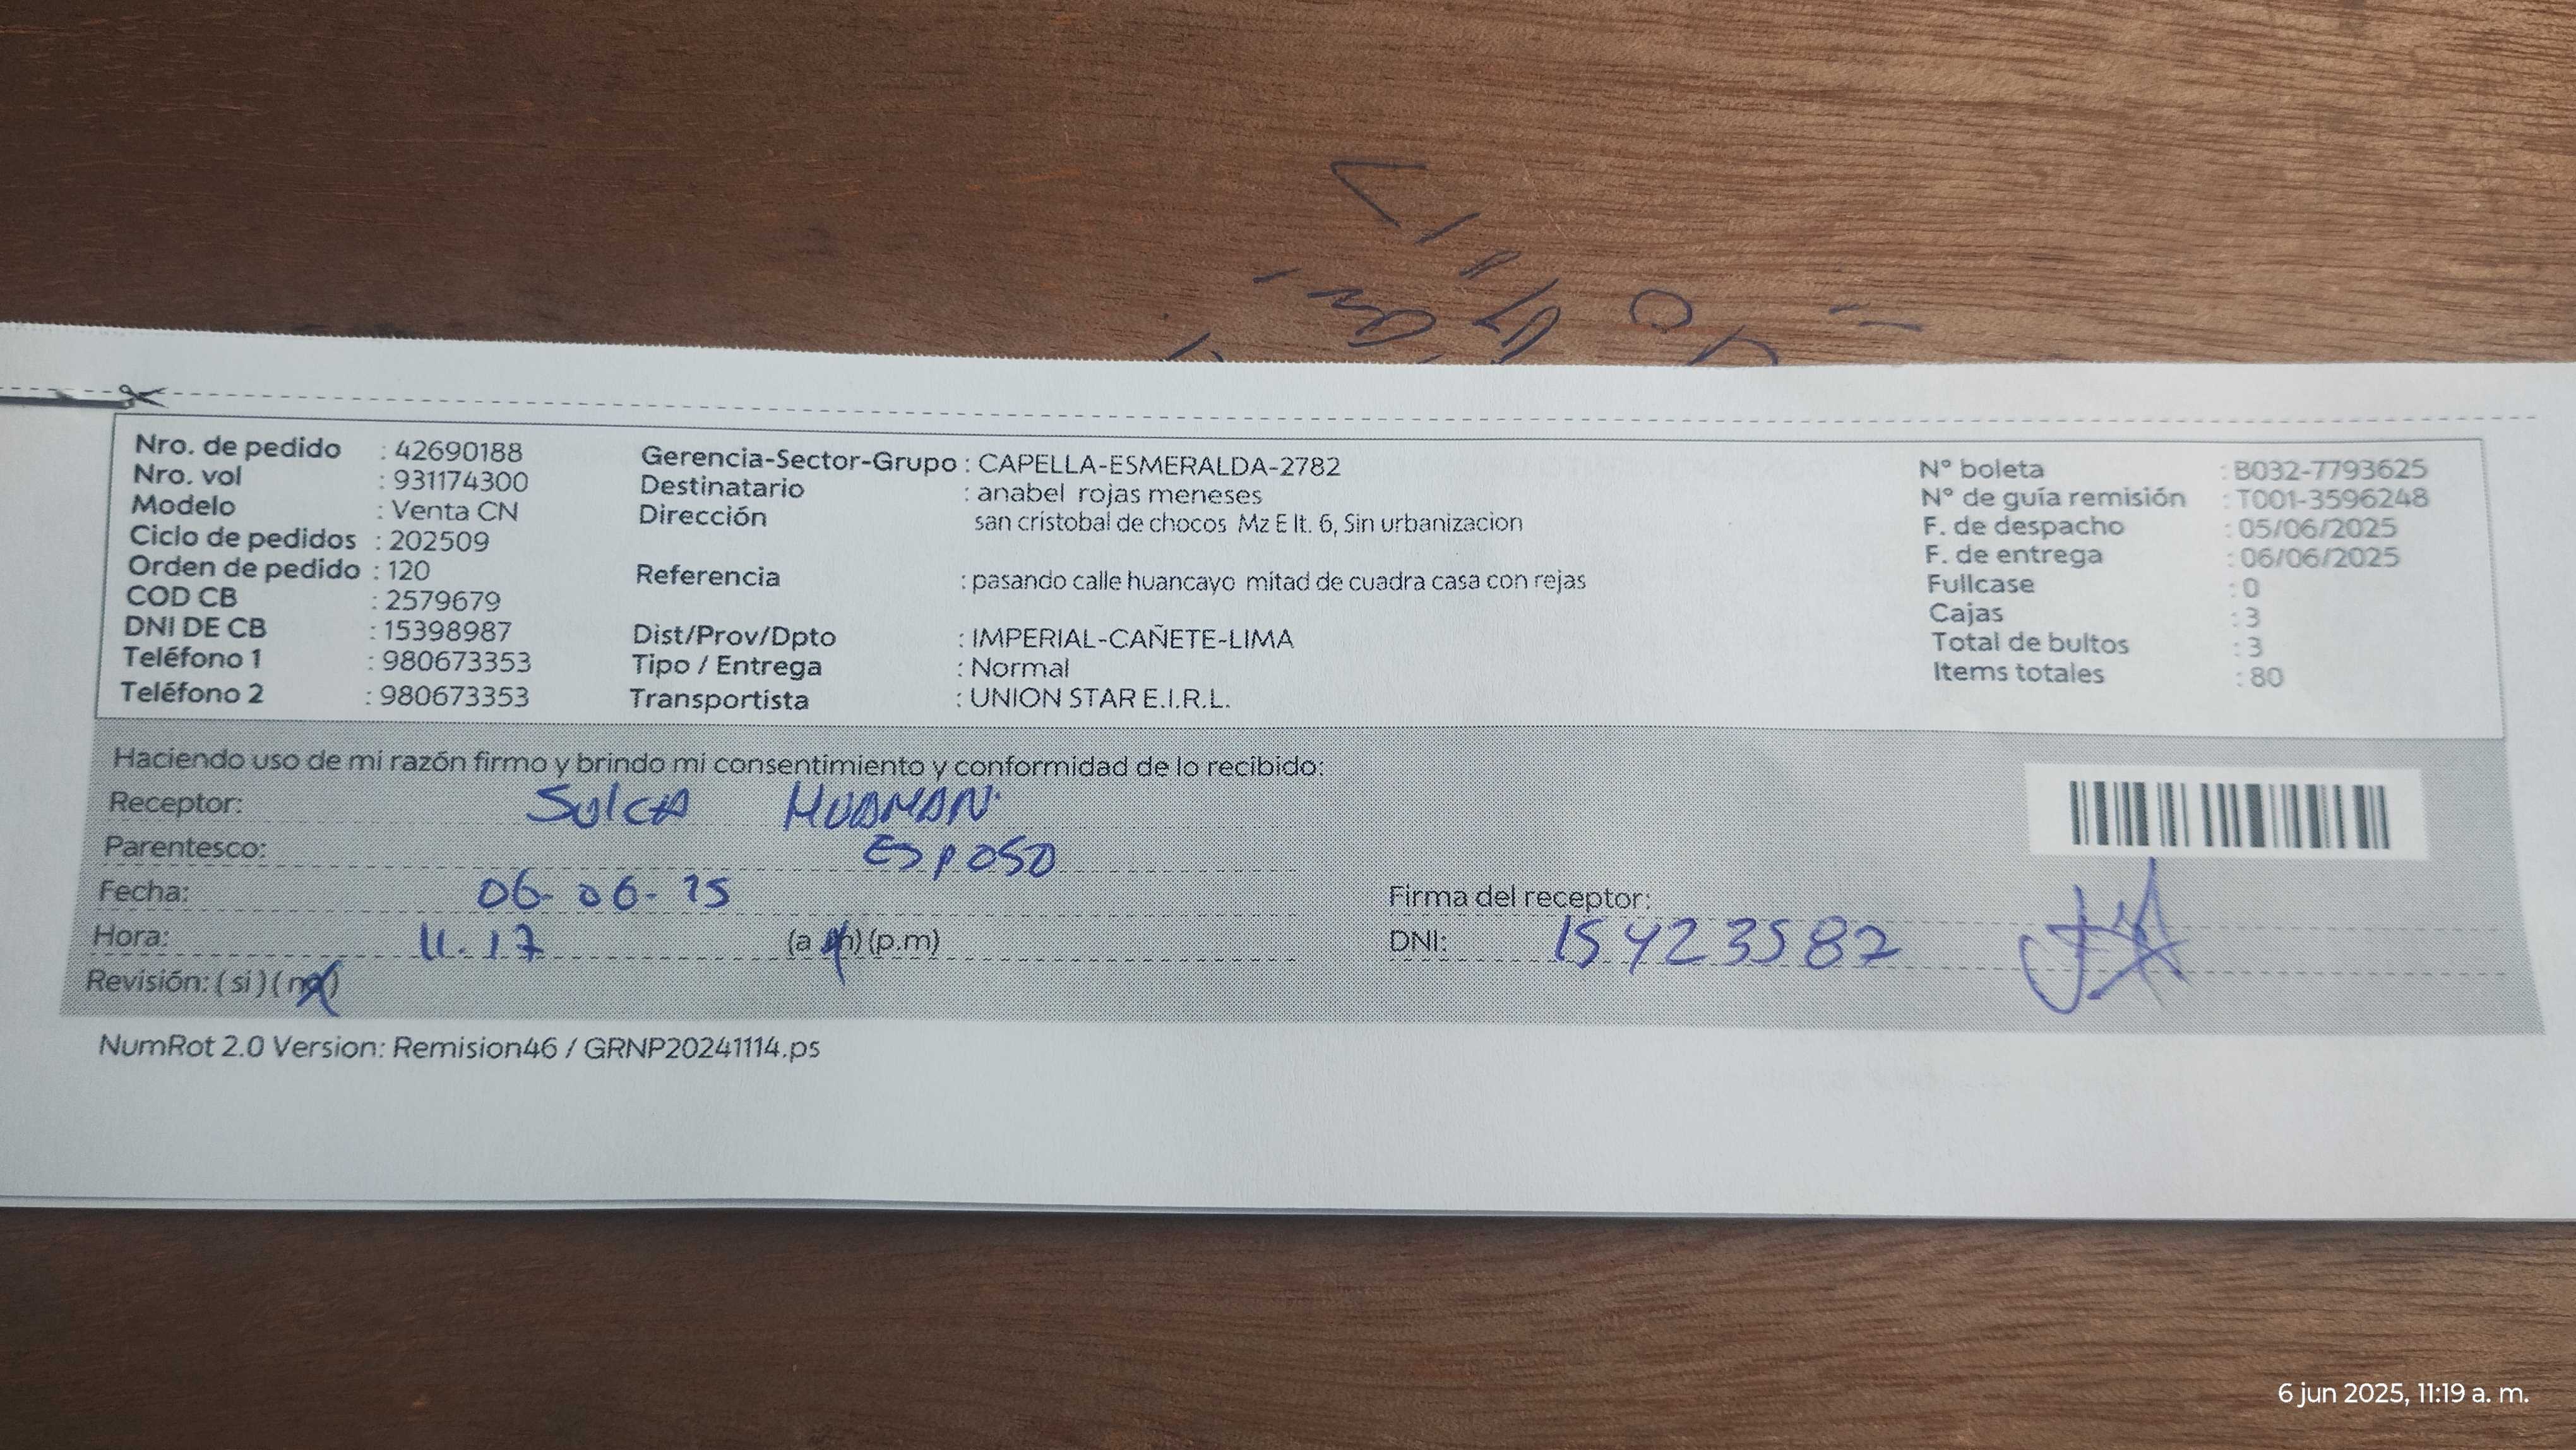 Nro. de pedido : 42690188
Nro. vol : 931174300
Modelo : Venta CN
Ciclo de pedidos : 202509
Orden de pedido : 120
COD CB : 2579679
DNI DE CB : 15398987
Teléfono 1 : 980673353
Teléfono 2 : 980673353
Gerencia-Sector-Grupo : CAPELLA-ESMERALDA-2782
Destinatario : anabel rojas meneses
Dirección san cristobal de chocos Mz E lt. 6, Sin urbanizacion
Referencia : pasando calle huancayo mitad de cuadra casa con rejas
Dist/Prov/Dpto : IMPERIAL-CAÑETE-LIMA
Tipo / Entrega : Normal
Transportista : UNION STAR E.I.R.L.
N° boleta : B032-7793625
N° de guía remisión : T001-3596248
F. de despacho : 05/06/2025
F. de entrega : 06/06/2025
Fullcase : 0
Cajas : 3
Total de bultos : 3
Items totales : 80
Haciendo uso de mi razón firmo y brindo mi consentimiento y conformidad de lo recibido:
Receptor: Sulca HUAMAN
Parentesco: Esposo
Fecha: 06-06-25
Hora: 11.17 (a.m) (p.m)
Revisión: ( si ) ( no )
Firma del receptor:
DNI: 15423587
NumRot 2.0 Version: Remision46 / GRNP20241114.ps
6 jun 2025, 11:19 a. m.